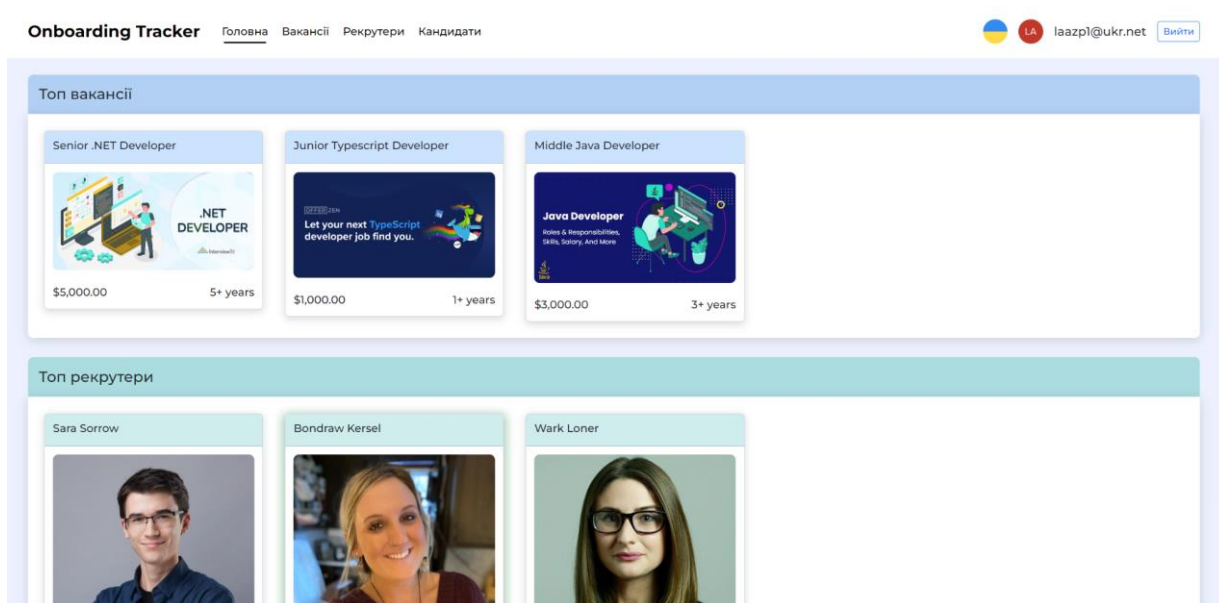 Onboarding Tracker Головна Вакансії Рекрутери Кандидати LA laazp1@ukr.net Вийти
Топ вакансії
Senior .NET Developer Junior Typescript Developer Middle Java Developer
.NET
DEVELOPER
OFFERZEN
Let your next TypeScript
developer job find you.
Java Developer
Roles & Responsibilities,
Skills, Salary, And More
$5,000.00 5+ years
$1,000.00 1+ years
$3,000.00 3+ years
Топ рекрутери
Sara Sorrow Bondraw Kersel Wark Loner